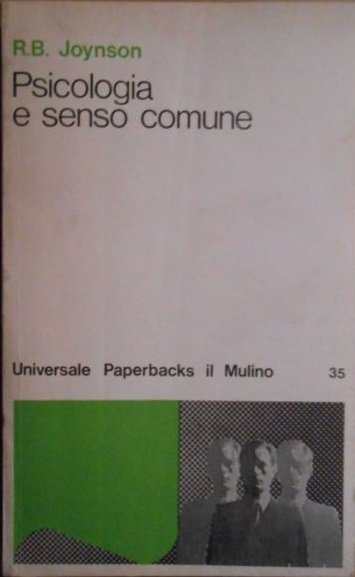 R.B. Joynson
Psicologia
e senso comune
Universale Paperbacks il Mulino 35